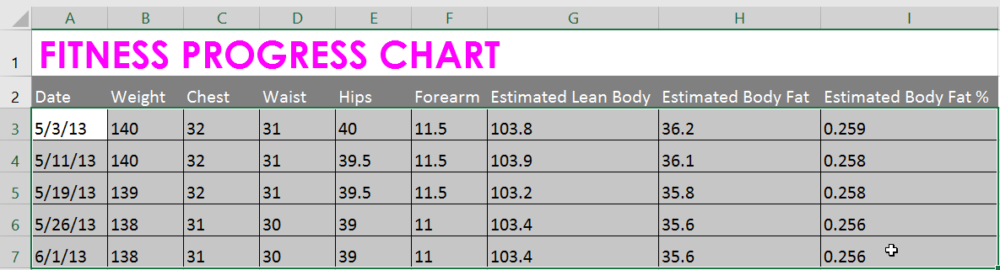 A B C D E F G H I
1 FITNESS PROGRESS CHART
2 Date Weight Chest Waist Hips Forearm Estimated Lean Body Estimated Body Fat Estimated Body Fat %
3 5/3/13 140 32 31 40 11.5 103.8 36.2 0.259
4 5/11/13 140 32 31 39.5 11.5 103.9 36.1 0.258
5 5/19/13 139 32 31 39.5 11.5 103.2 35.8 0.258
6 5/26/13 138 31 30 39 11 103.4 35.6 0.256
7 6/1/13 138 31 30 39 11 103.4 35.6 0.256